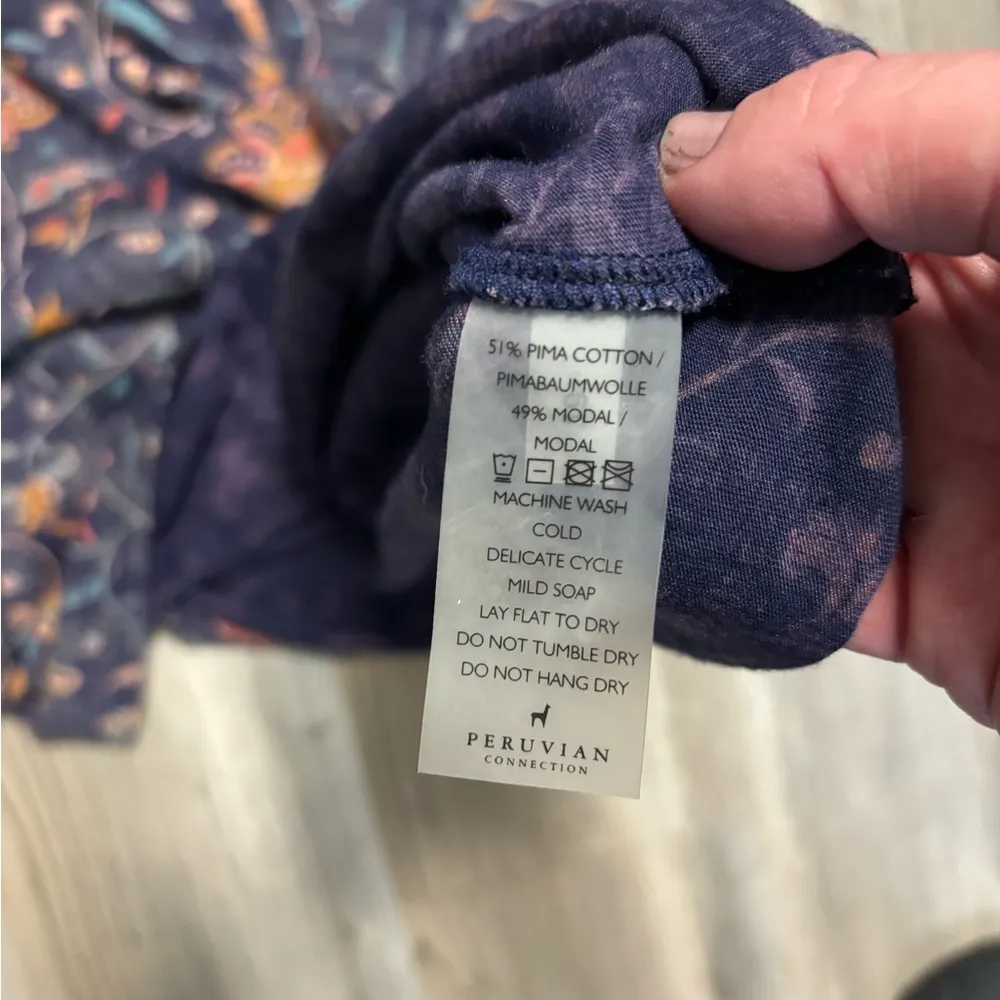 51% PIMA COTTON /
PIMABAUMWOLLE
49% MODAL /
MODAL
MACHINE WASH
COLD
DELICATE CYCLE
MILD SOAP
LAY FLAT TO DRY
DO NOT TUMBLE DRY
DO NOT HANG DRY
PERUVIAN
CONNECTION